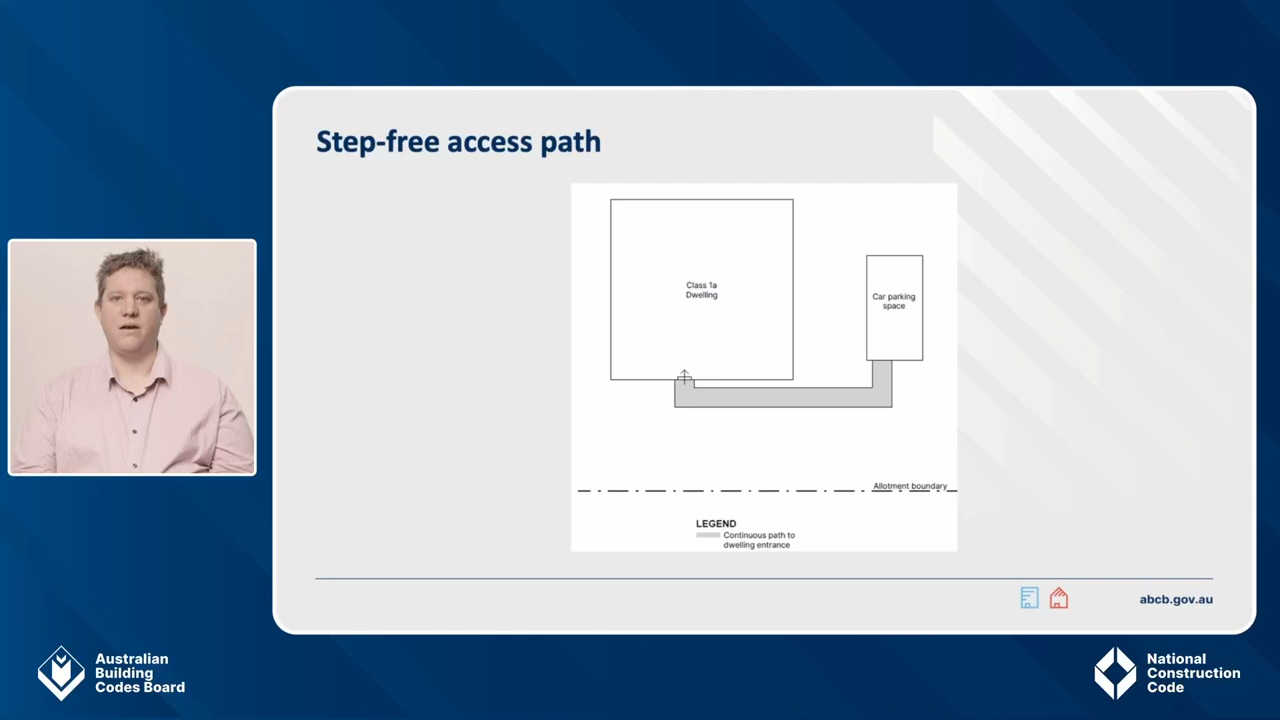 Step-free access path
Class 1a
Dwelling
Car parking
space
Allotment boundary
LEGEND
Continuous path to
dwelling entrance
abcb.gov.au
Australian
Building
Codes Board
National
Construction
Code